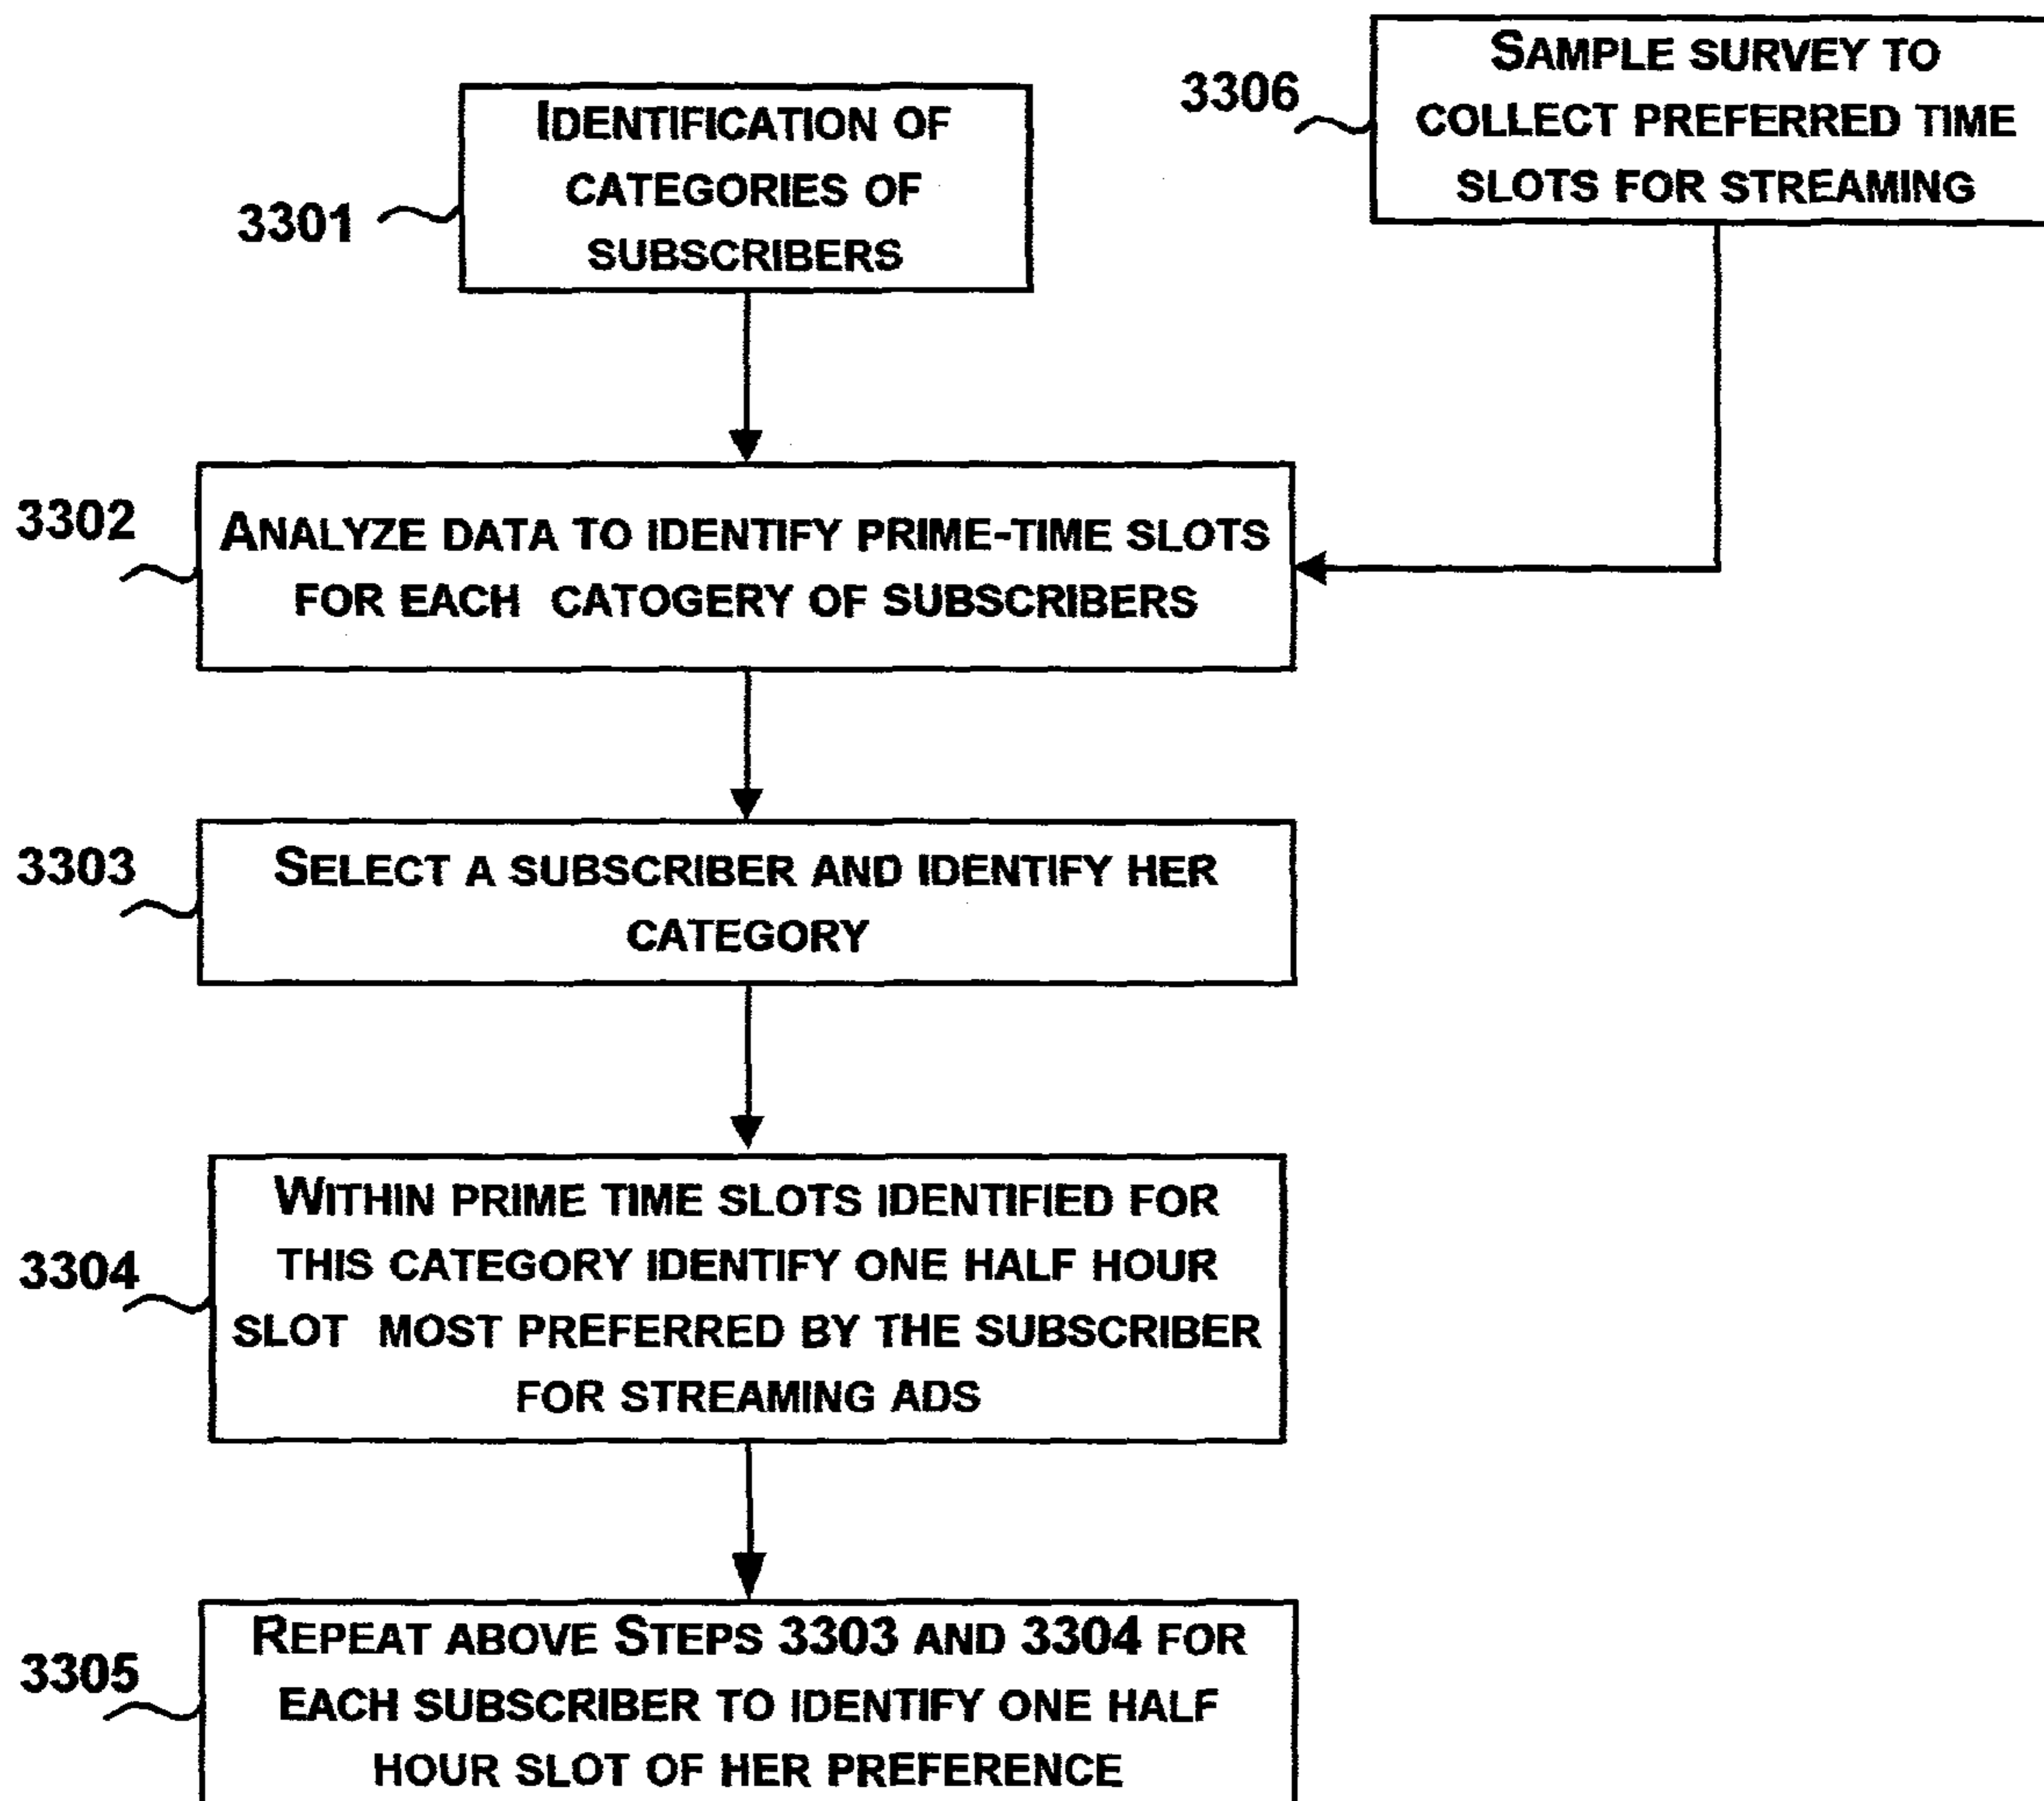 3301
IDENTIFICATION OF
CATEGORIES OF
SUBSCRIBERS
3306
SAMPLE SURVEY TO
COLLECT PREFERRED TIME
SLOTS FOR STREAMING
3302
ANALYZE DATA TO IDENTIFY PRIME-TIME SLOTS
FOR EACH CATOGERY OF SUBSCRIBERS
3303
SELECT A SUBSCRIBER AND IDENTIFY HER
CATEGORY
3304
WITHIN PRIME TIME SLOTS IDENTIFIED FOR
THIS CATEGORY IDENTIFY ONE HALF HOUR
SLOT MOST PREFERRED BY THE SUBSCRIBER
FOR STREAMING ADS
3305
REPEAT ABOVE STEPS 3303 AND 3304 FOR
EACH SUBSCRIBER TO IDENTIFY ONE HALF
HOUR SLOT OF HER PREFERENCE